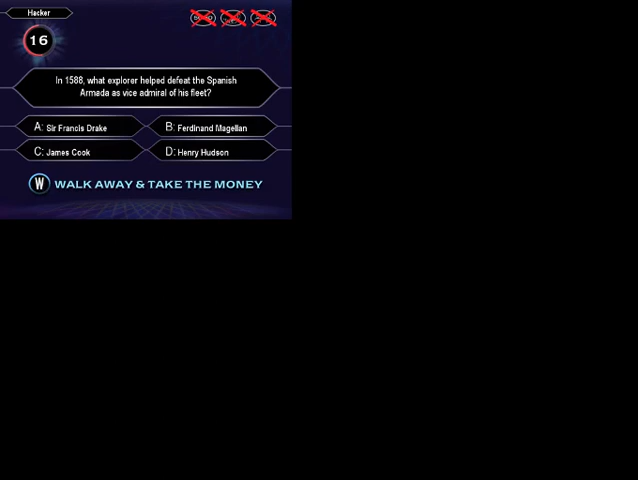 Hacker
16
In 1588, what explorer helped defeat the Spanish
Armada as vice admiral of his fleet?
A: Sir Francis Drake
B: Ferdinand Magellan
C: James Cook
D: Henry Hudson
W WALK AWAY & TAKE THE MONEY